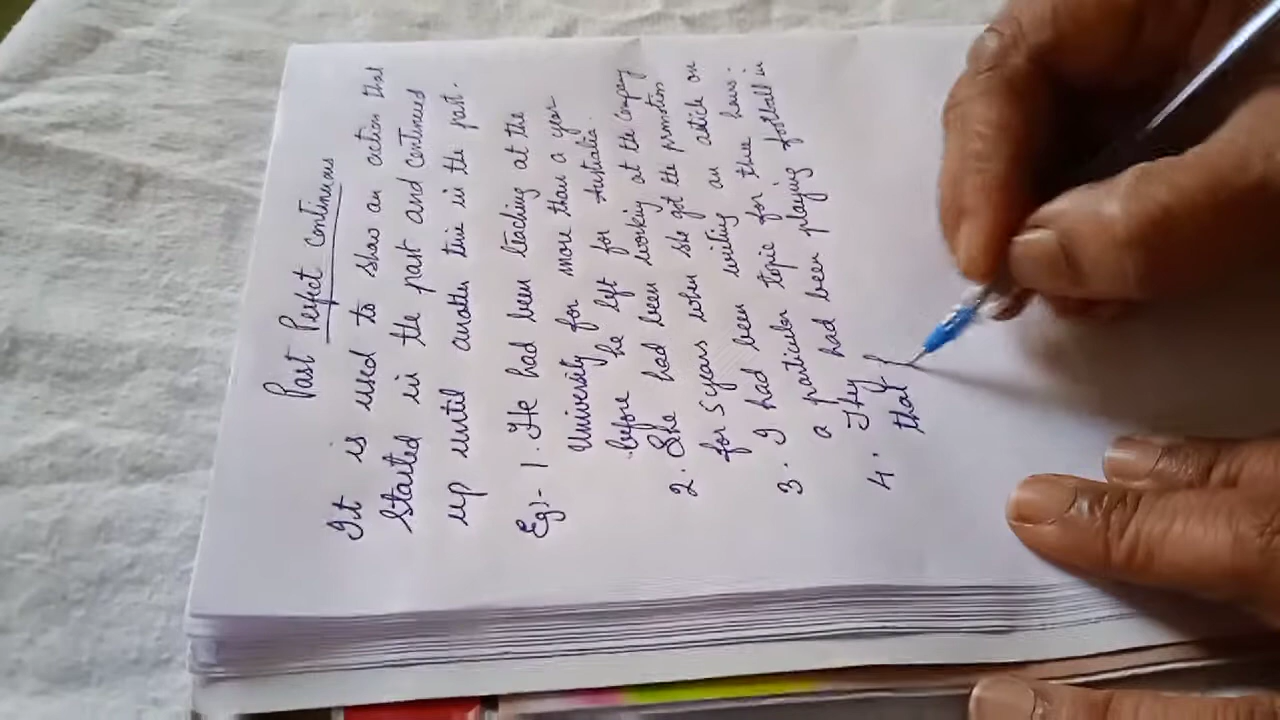 Past Perfect Continuous
It is used to show an action that
started in the past and continued
up until another time in the past.
Eg:- 1. He had been teaching at the
University for more than a year
before he left for Australia.
2. She had been working at the Company
for 5 years when she got the promotion
3. I had been writing an article on
a particular topic for three hours.
4. They had been playing football in
that